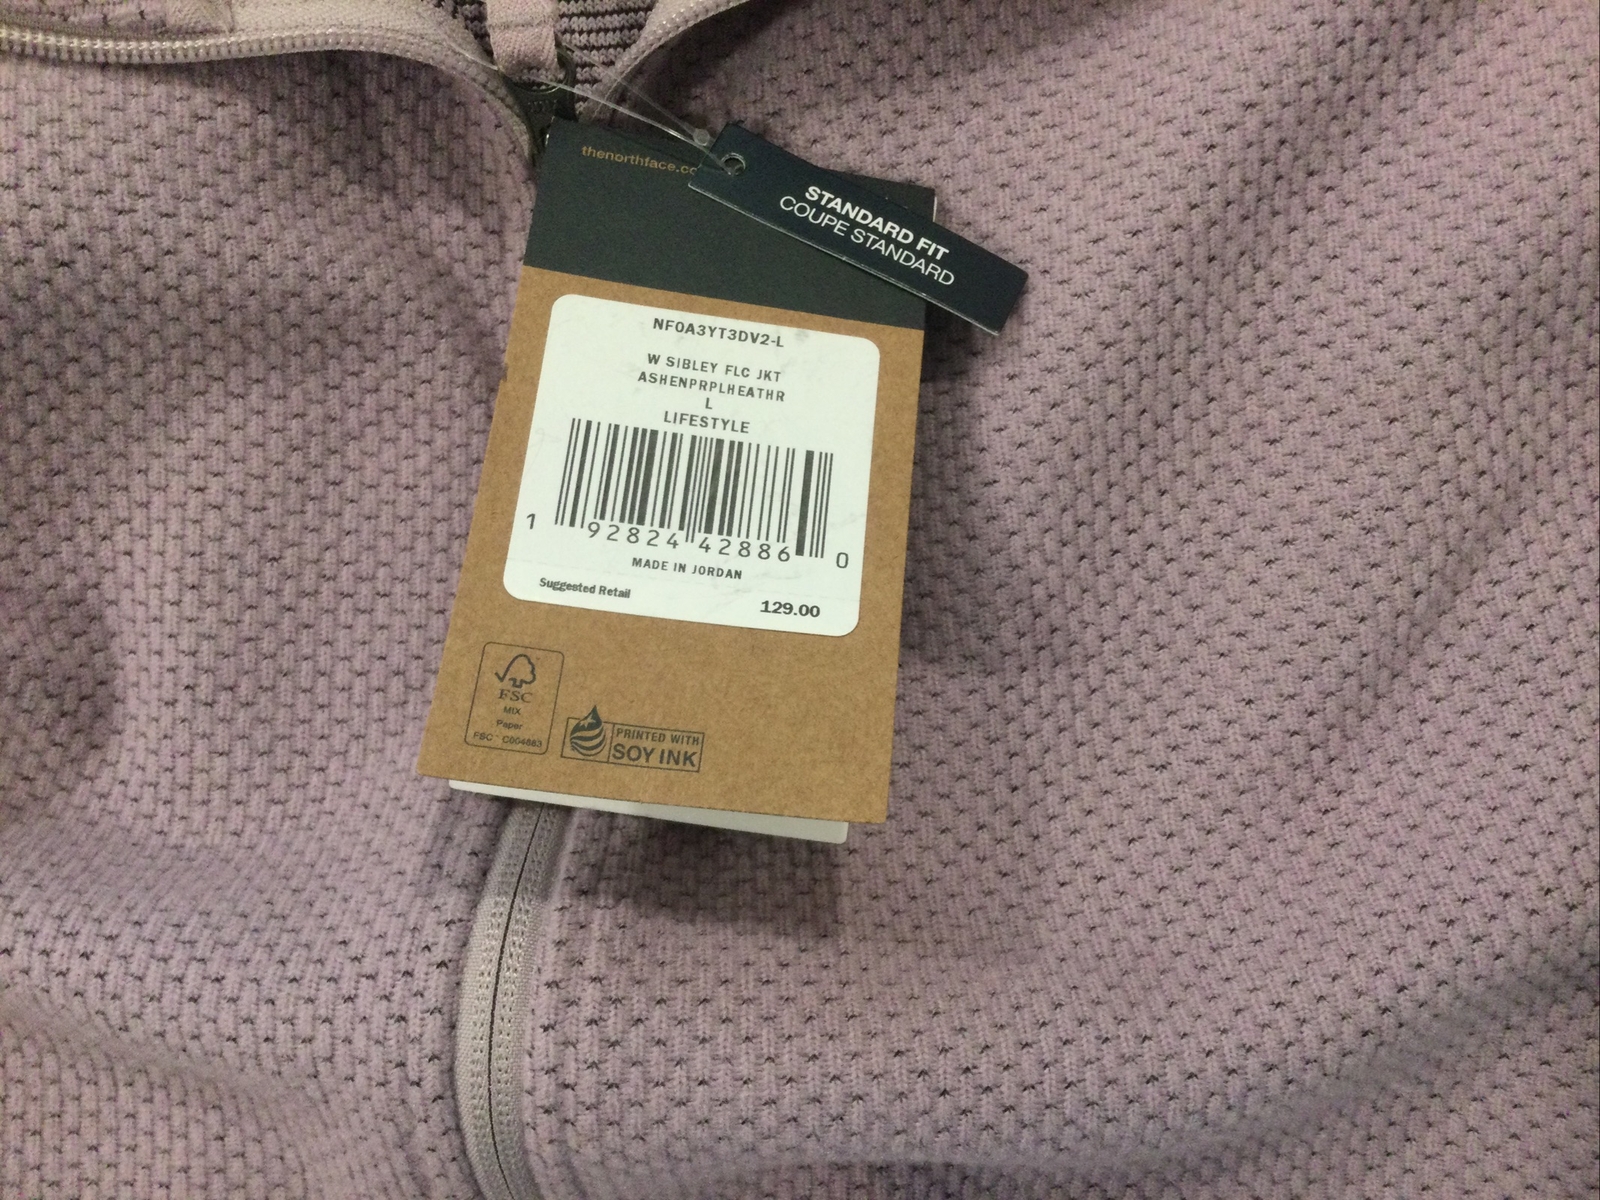 thenorthface.co
STANDARD FIT
COUPE STANDARD
NF0A3YT3DV2-L
W SIBLEY FLC JKT
ASHENPRPLHEATHR
L
LIFESTYLE
1 92824 42886 0
MADE IN JORDAN
Suggested Retail 129.00
FSC
MIX
Paper
FSC™ C004683
PRINTED WITH
SOY INK